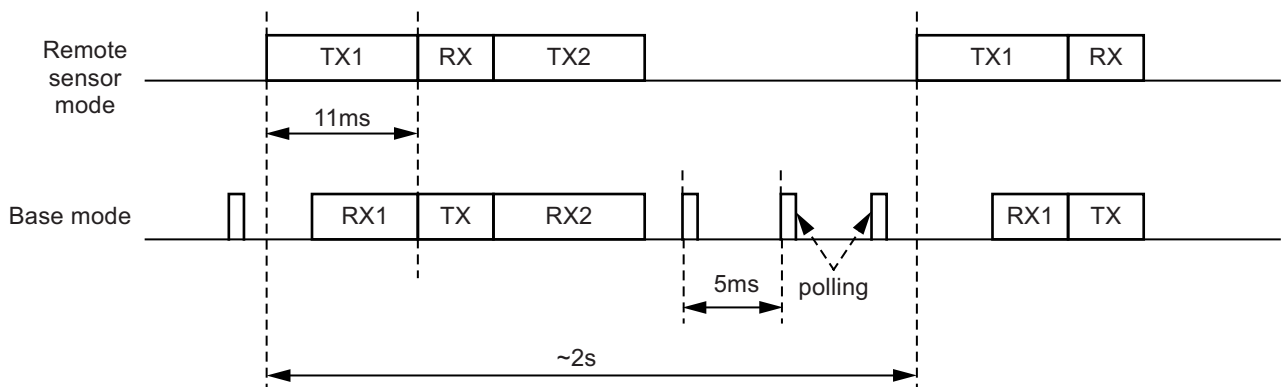 Remote
sensor
mode
TX1
RX
TX2
TX1
RX
11ms
Base mode
RX1
TX
RX2
RX1
TX
5ms
polling
~2s